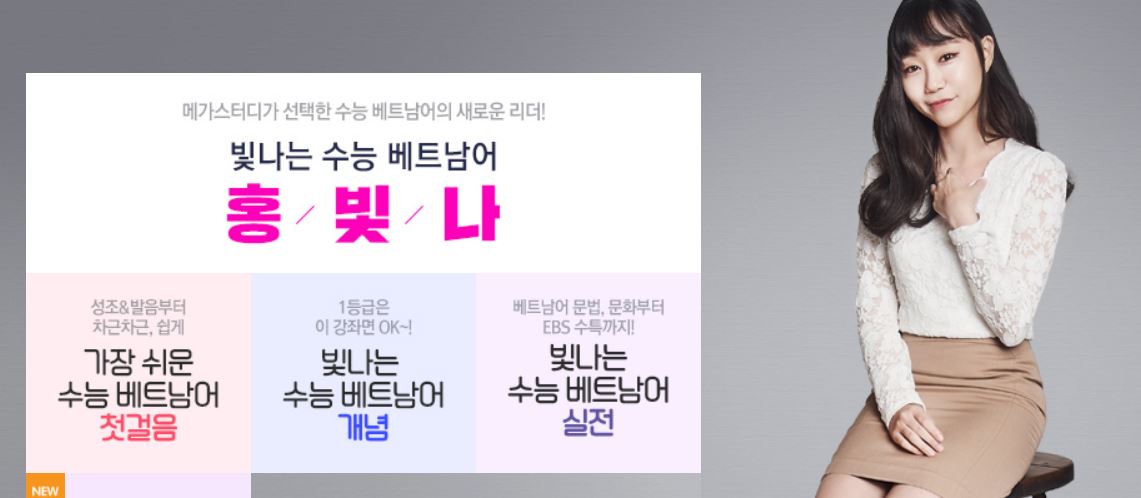 메가스터디가 선택한 수능 베트남어의 새로운 리더!
빛나는 수능 베트남어
홍 / 빛 / 나
성조&발음부터
차근차근, 쉽게
가장 쉬운
수능 베트남어
첫걸음
1등급은
이 강좌면 OK~!
빛나는
수능 베트남어
개념
베트남어 문법, 문화부터
EBS 수특까지!
빛나는
수능 베트남어
실전
NEW